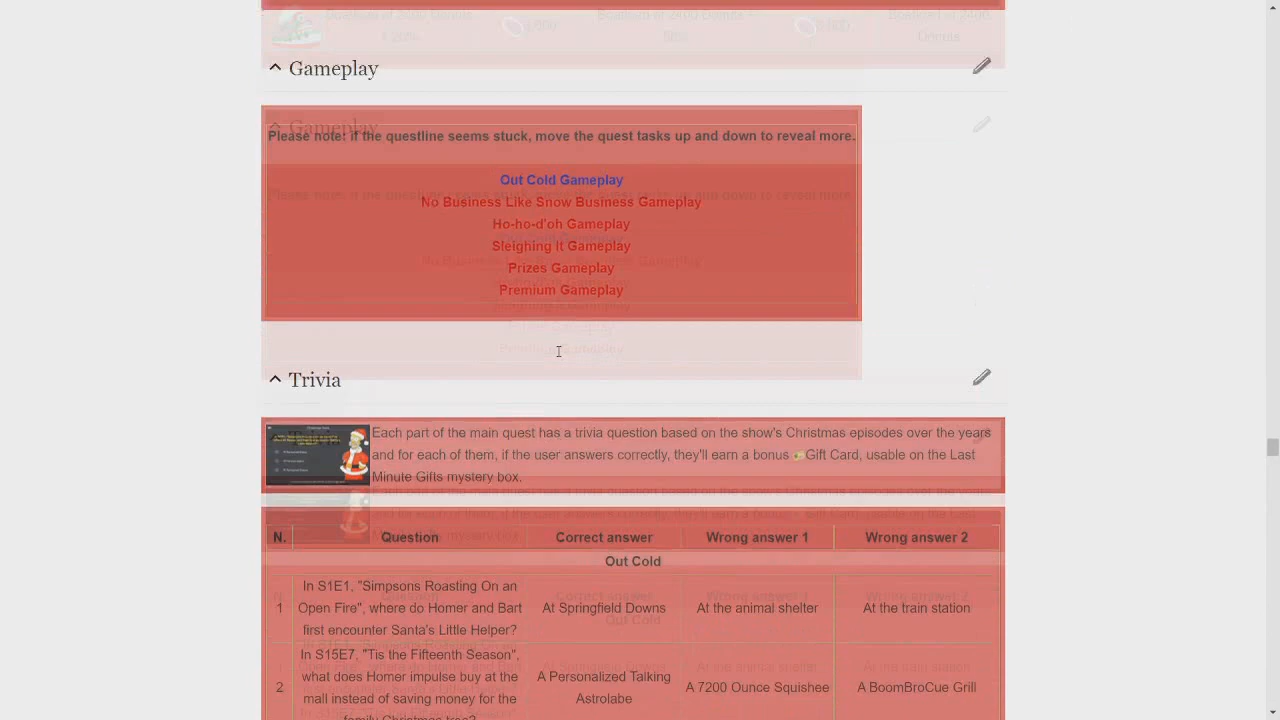 Boatload of 2400 Donuts
Gameplay
Please note: if the questline seems stuck, move the quest tasks up and down to reveal more.
Out Cold Gameplay
No Business Like Snow Business Gameplay
Ho-ho-d'oh Gameplay
Sleighing It Gameplay
Prizes Gameplay
Premium Gameplay
Trivia
Each part of the main quest has a trivia question based on the show's Christmas episodes over the years
and for each of them, if the user answers correctly, they'll earn a bonus Gift Card, usable on the Last
Minute Gifts mystery box.
N. Question Correct answer Wrong answer 1 Wrong answer 2
Out Cold
In S1E1, "Simpsons Roasting On an
1 Open Fire", where do Homer and Bart At Springfield Downs At the animal shelter At the train station
first encounter Santa's Little Helper?
In S15E7, "Tis the Fifteenth Season",
what does Homer impulse buy at the A Personalized Talking
2 A 7200 Ounce Squishee A BoomBroCue Grill
mall instead of saving money for the Astrolabe
family Christmas tree?